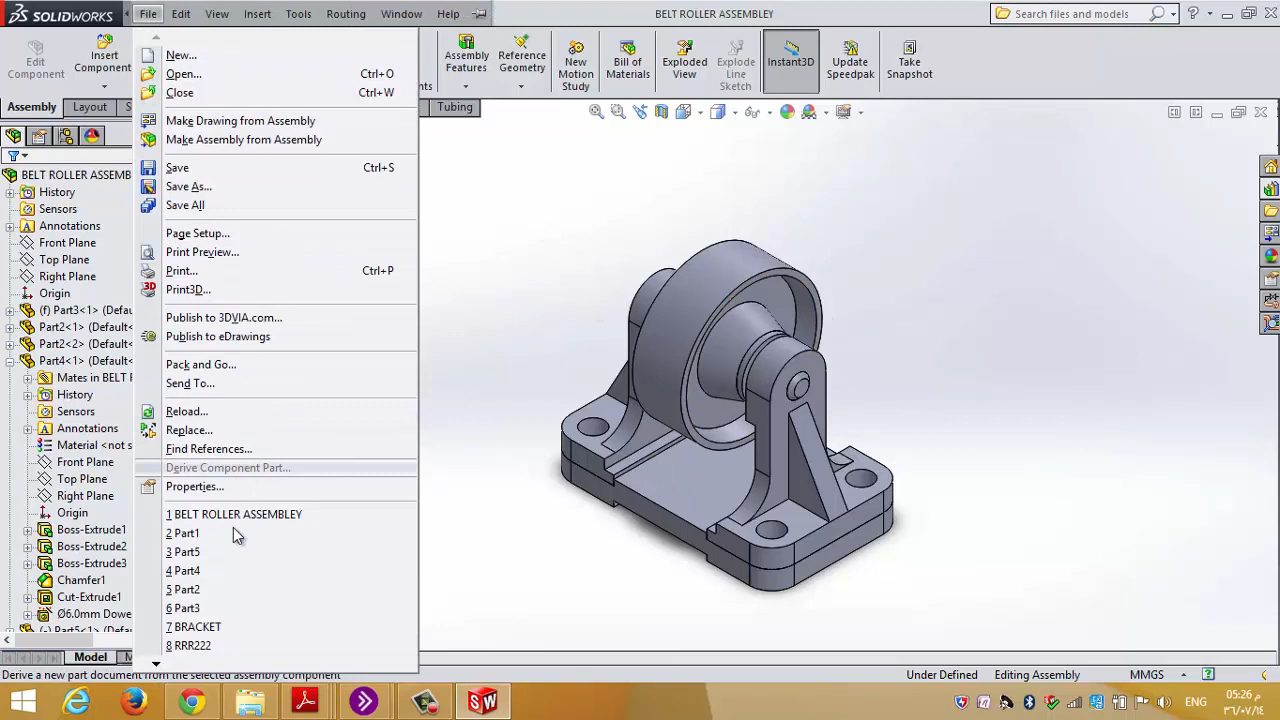 SOLIDWORKS File Edit View Insert Tools Routing Window Help BELT ROLLER ASSEMBLEY Search files and models
Edit Component
Insert Component
Assembly Features
Reference Geometry
New Motion Study
Bill of Materials
Exploded View
Explode Line Sketch
Instant3D
Update Speedpak
Take Snapshot
Assembly Layout Tubing
BELT ROLLER ASSEMB
History
Sensors
Annotations
Front Plane
Top Plane
Right Plane
Origin
(f) Part3<1> (Defaul
Part2<1> (Default<
Part2<2> (Default<
Part4<1> (Default<
Mates in BELT R
History
Sensors
Annotations
Material <not s
Front Plane
Top Plane
Right Plane
Origin
Boss-Extrude1
Boss-Extrude2
Boss-Extrude3
Chamfer1
Cut-Extrude1
Ø6.0mm Dowe
(-) Part5<1> (Def
New...
Open... Ctrl+O
Close Ctrl+W
Make Drawing from Assembly
Make Assembly from Assembly
Save Ctrl+S
Save As...
Save All
Page Setup...
Print Preview...
Print... Ctrl+P
Print3D...
Publish to 3DVIA.com...
Publish to eDrawings
Pack and Go...
Send To...
Reload...
Replace...
Find References...
Derive Component Part...
Properties...
1 BELT ROLLER ASSEMBLEY
2 Part1
3 Part5
4 Part4
5 Part2
6 Part3
7 BRACKET
8 RRR222
Model
Derive a new part document from the selected assembly component Under Defined Editing Assembly MMGS
ENG 05:26 م
٣٦/٠٧/١٤